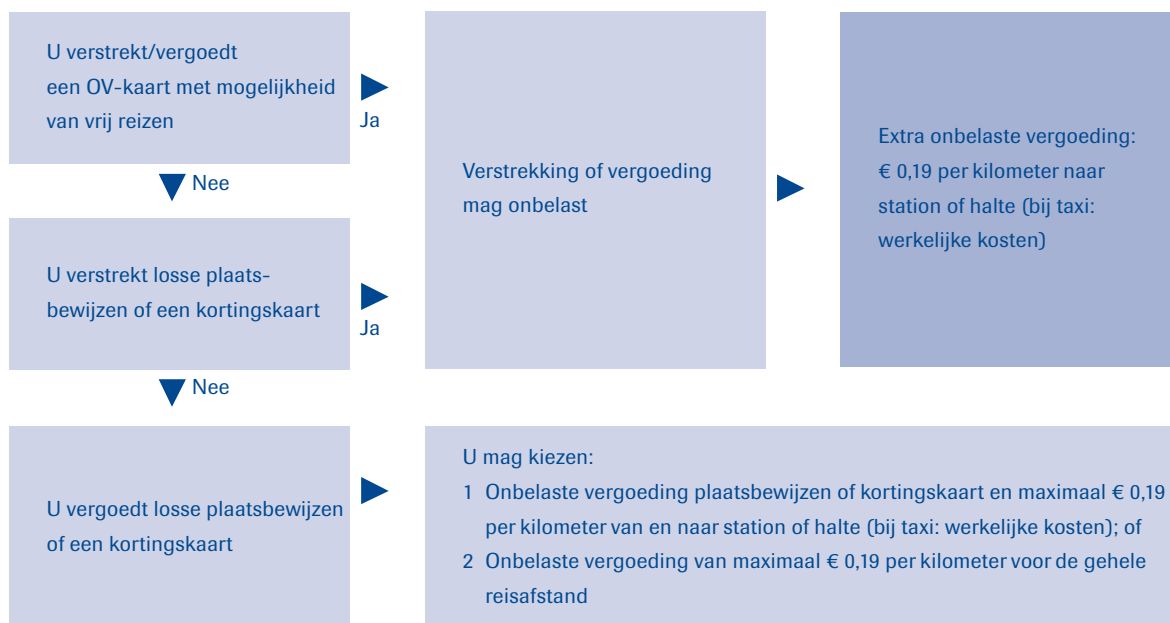 U verstrekt/vergoedt
een OV-kaart met mogelijkheid
van vrij reizen
Ja
Nee
Verstrekking of vergoeding
mag onbelast
Extra onbelaste vergoeding:
€ 0,19 per kilometer naar
station of halte (bij taxi:
werkelijke kosten)
U verstrekt losse plaats-
bewijzen of een kortingskaart
Ja
Nee
U vergoedt losse plaatsbewijzen
of een kortingskaart
U mag kiezen:
1 Onbelaste vergoeding plaatsbewijzen of kortingskaart en maximaal € 0,19
per kilometer van en naar station of halte (bij taxi: werkelijke kosten); of
2 Onbelaste vergoeding van maximaal € 0,19 per kilometer voor de gehele
reisafstand